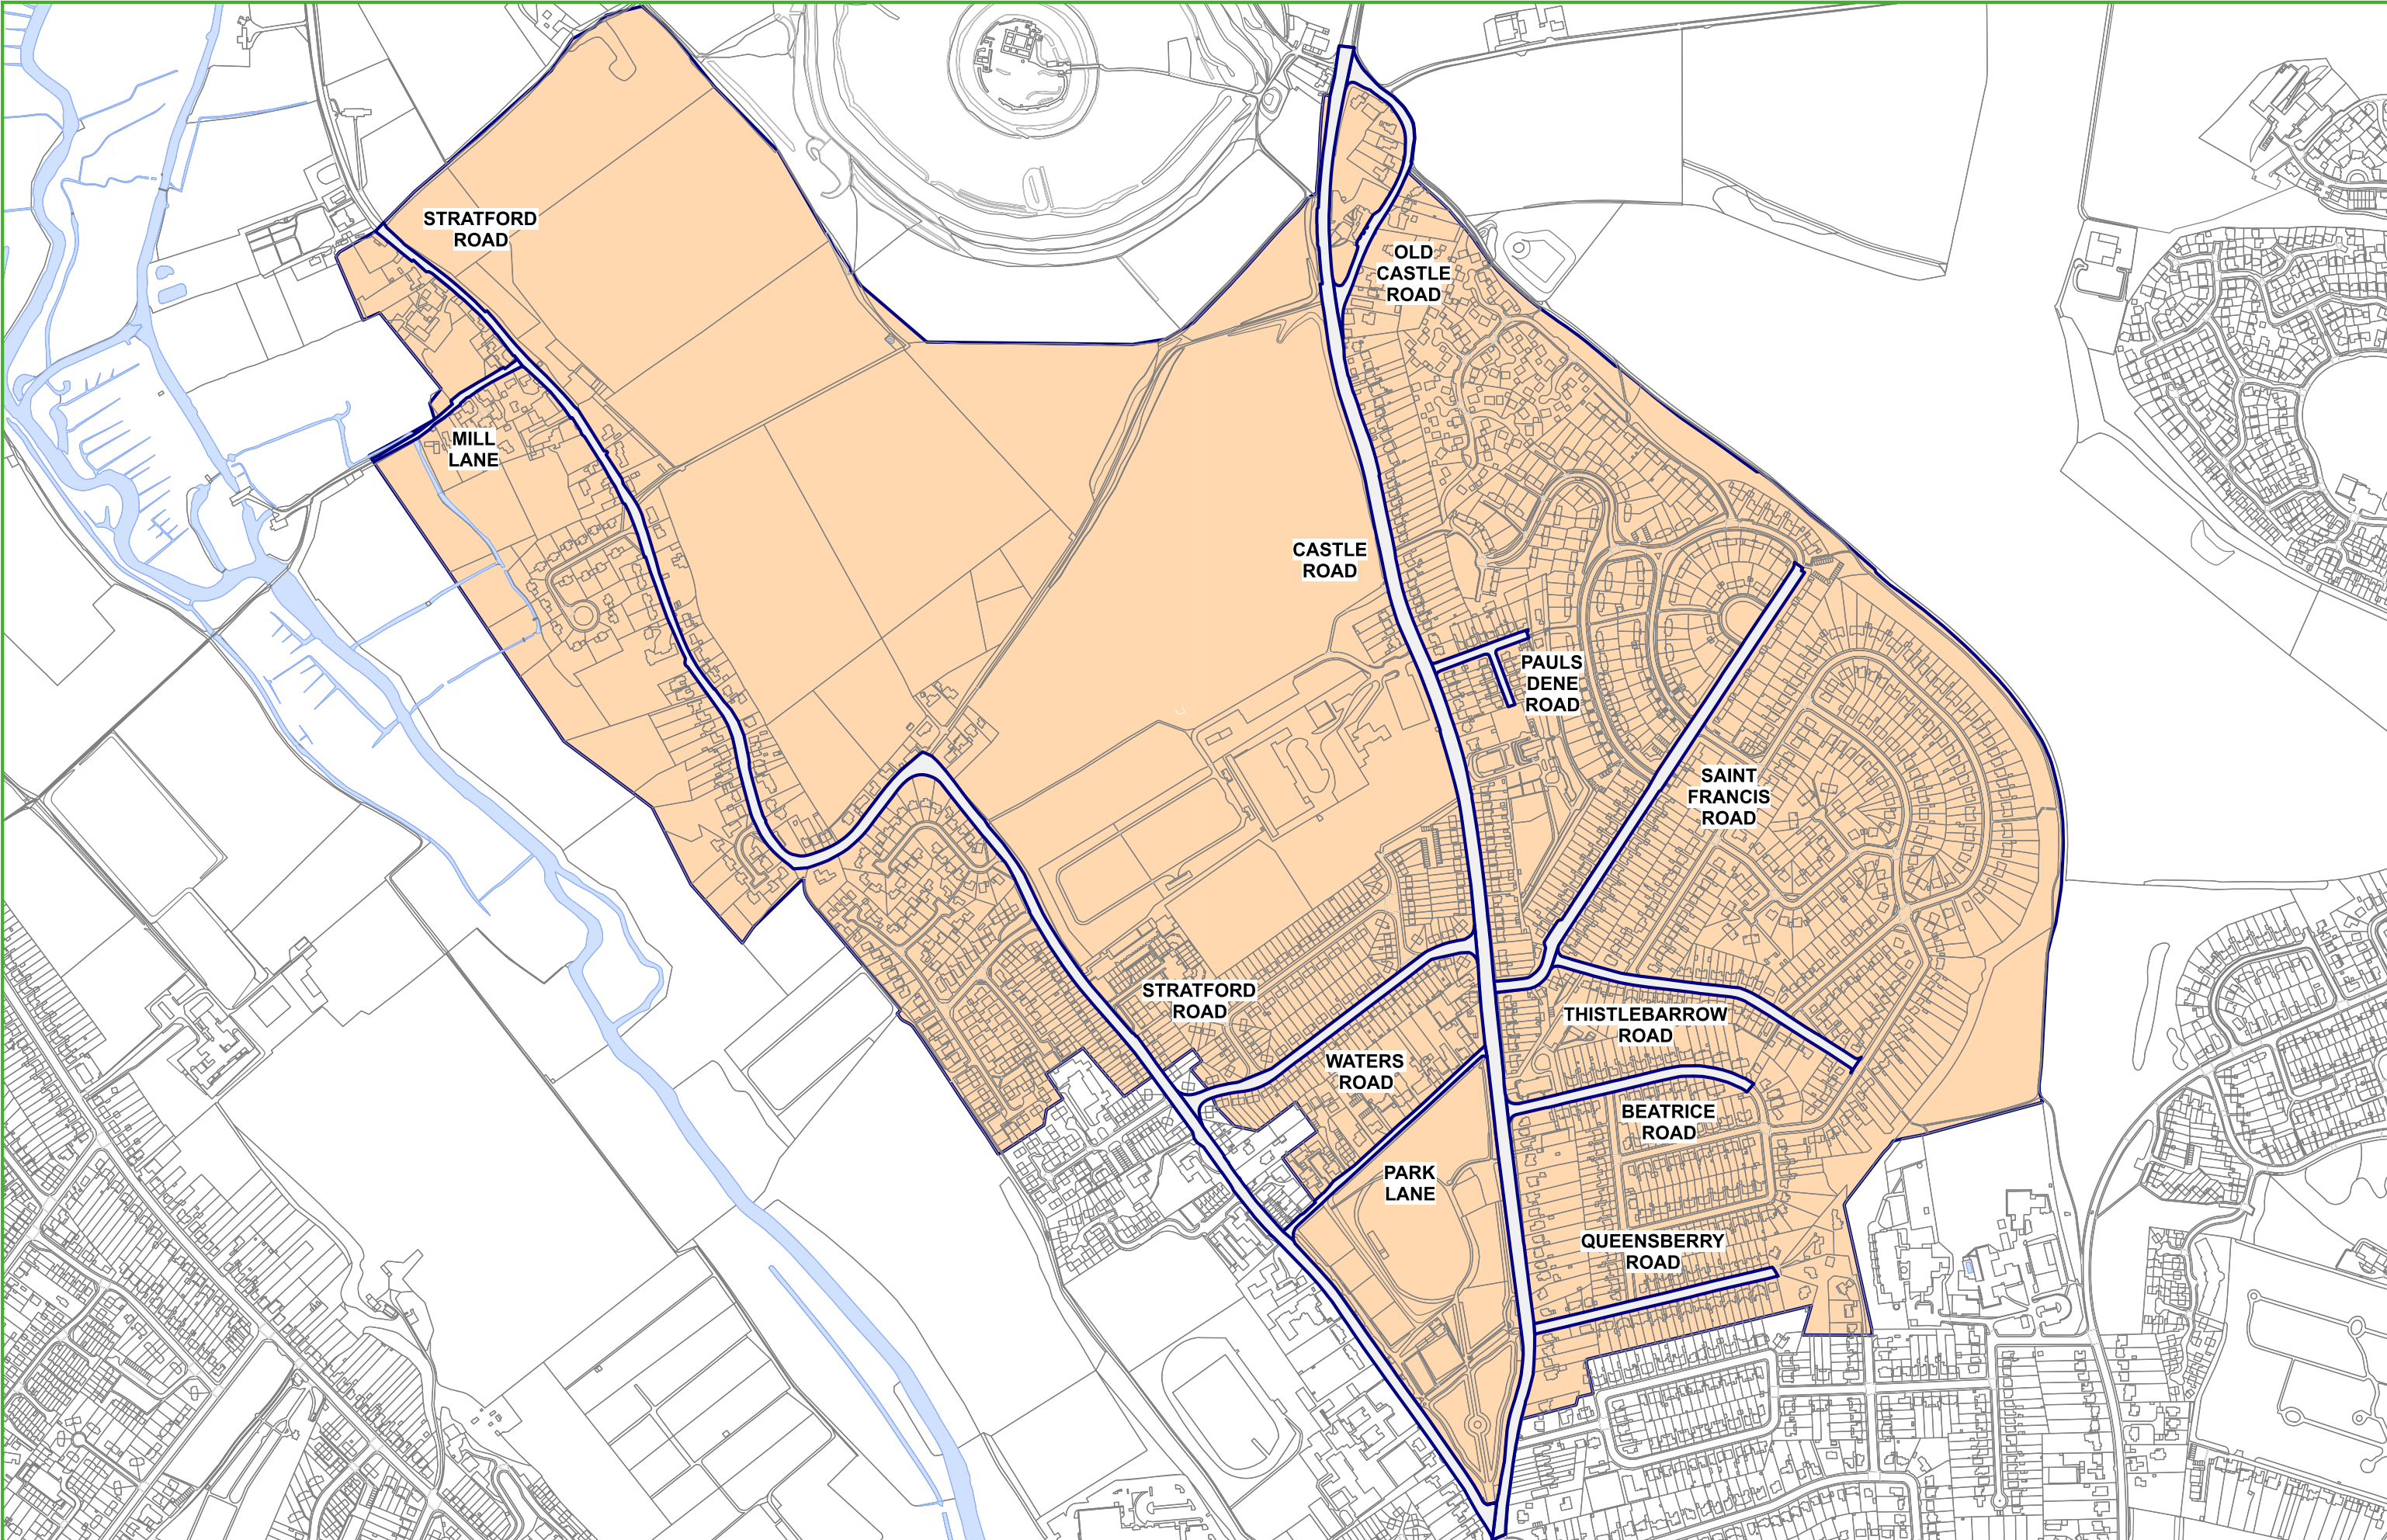 STRATFORD
ROAD
OLD
CASTLE
ROAD
MILL
LANE
CASTLE
ROAD
PAULS
DENE
ROAD
SAINT
FRANCIS
ROAD
STRATFORD
ROAD
THISTLEBARROW
ROAD
WATERS
ROAD
BEATRICE
ROAD
PARK
LANE
QUEENSBERRY
ROAD